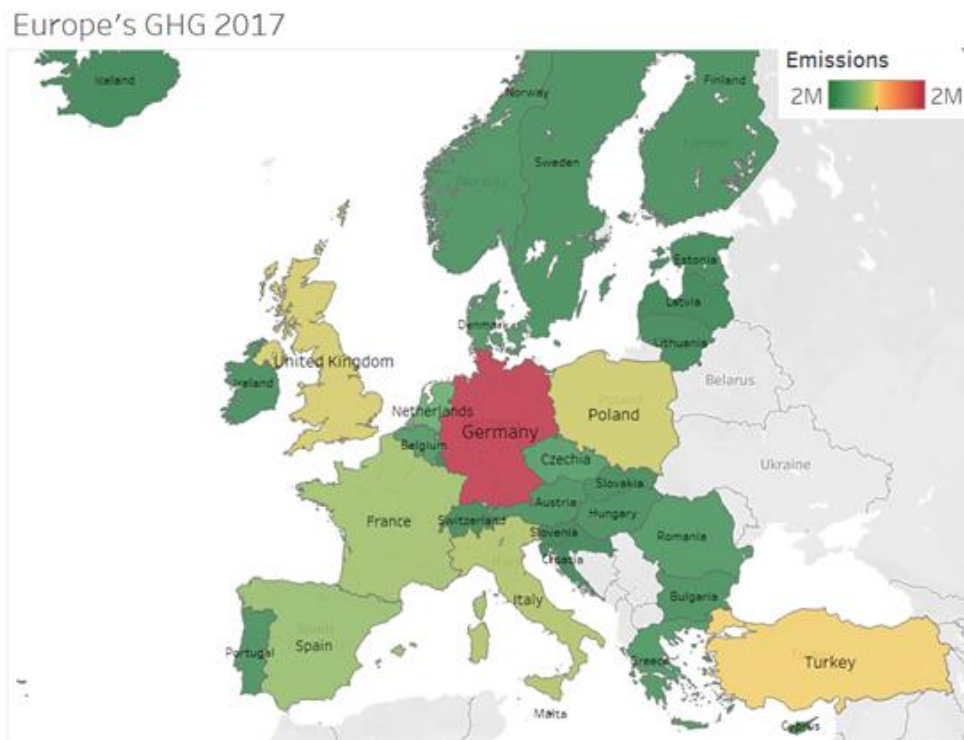 Europe's GHG 2017
Emissions
2M 2M
Iceland
Norway
Finland
Sweden
Norway
Estonia
Latvia
Lithuania
Denmark
United Kingdom
Ireland
Belarus
Netherlands
Poland
Germany
Belgium
Czechia
Ukraine
Slovakia
Austria
Hungary
France
Switzerland
Slovenia
Romania
Croatia
Bulgaria
Italy
Spain
Portugal
Greece
Turkey
Malta
Cyprus